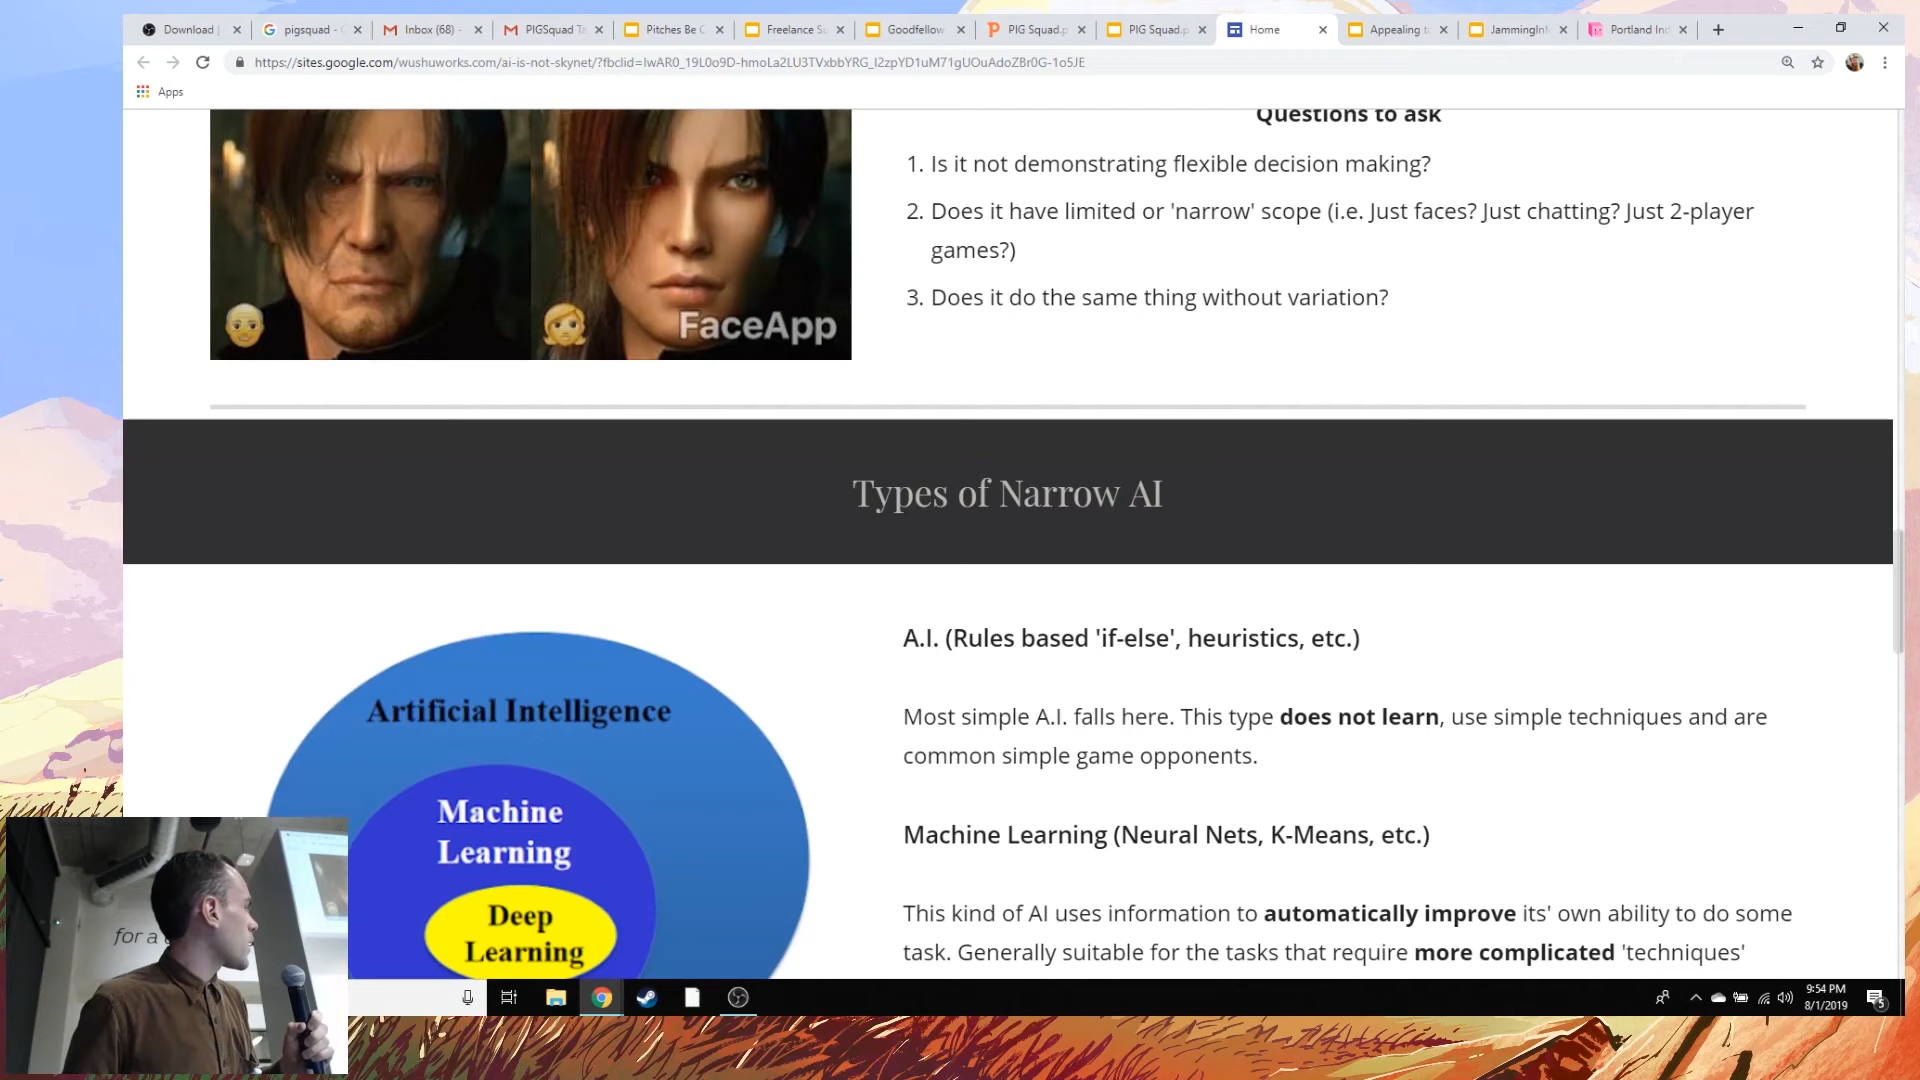 Download
pigsquad - C
Inbox (68) -
PIGSquad Ta
Pitches Be C
Freelance Su
Goodfellow
PIG Squad.p
PIG Squad.p
Home
Appealing to
JammingInM
Portland Ind
https://sites.google.com/wushuworks.com/ai-is-not-skynet/?fbclid=IwAR0_19L0o9D-hmoLa2LU3TVxbbYRG_I2zpYD1uM71gUOuAdoZBr0G-1o5JE
Apps
Questions to ask
1. Is it not demonstrating flexible decision making?
2. Does it have limited or 'narrow' scope (i.e. Just faces? Just chatting? Just 2-player
games?)
3. Does it do the same thing without variation?
FaceApp
Types of Narrow AI
Artificial Intelligence
Machine
Learning
Deep
Learning
A.I. (Rules based 'if-else', heuristics, etc.)
Most simple A.I. falls here. This type does not learn, use simple techniques and are
common simple game opponents.
Machine Learning (Neural Nets, K-Means, etc.)
This kind of AI uses information to automatically improve its' own ability to do some
task. Generally suitable for the tasks that require more complicated 'techniques'
for a
9:54 PM
8/1/2019
5